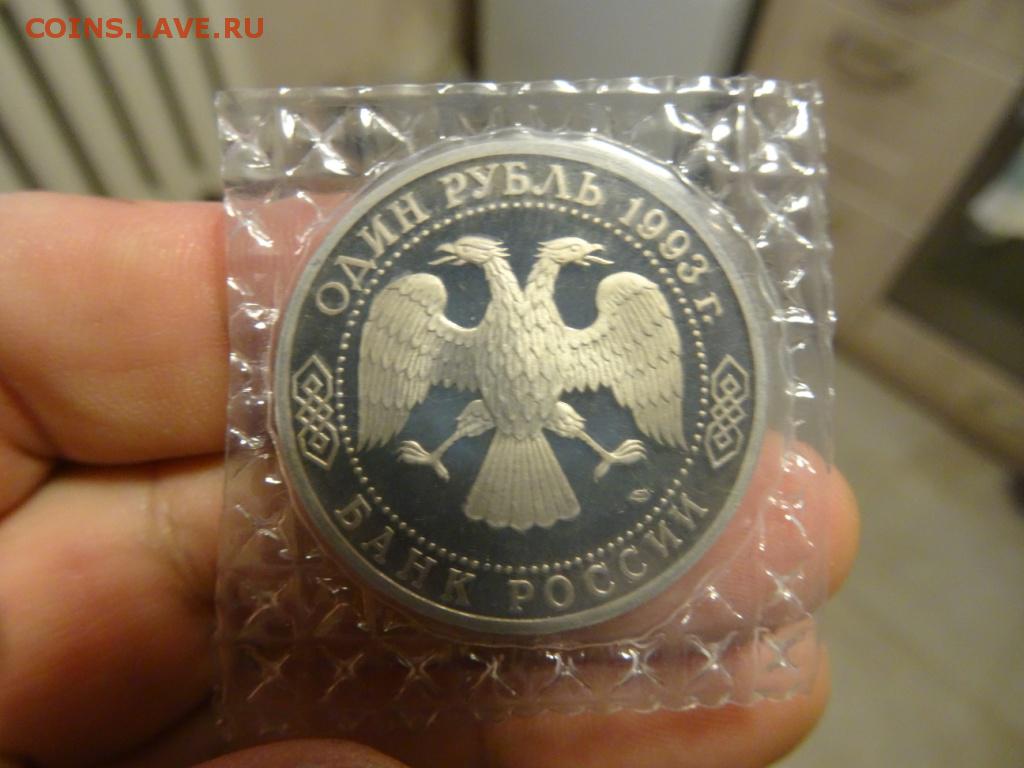 COINS.LAVE.RU
ОДИН РУБЛЬ 1993 г.
БАНК РОССИИ